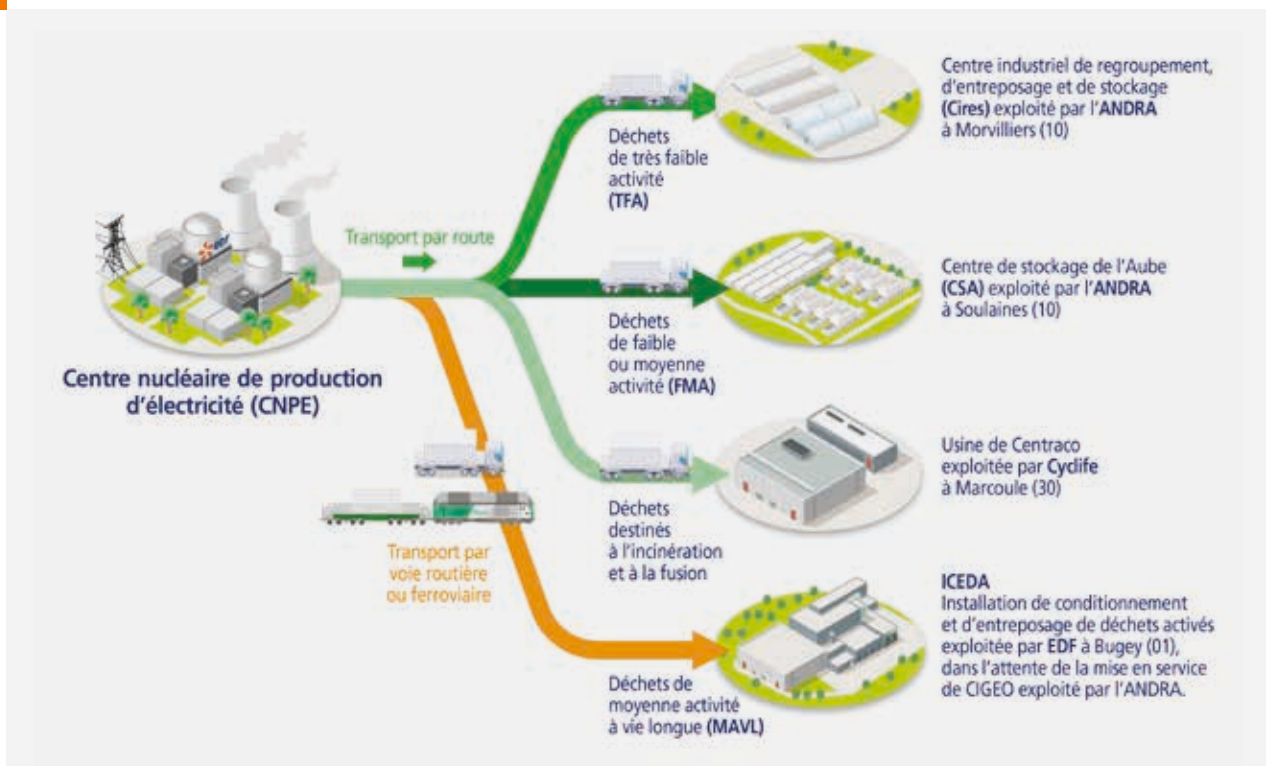 Centre industriel de regroupement,
d'entreposage et de stockage
(Cires) exploité par l'ANDRA
à Morvilliers (10)
Déchets
de très faible
activité
(TFA)
Transport par route
Centre de stockage de l'Aube
(CSA) exploité par l'ANDRA
à Soulaines (10)
Déchets
de faible
ou moyenne
activité (FMA)
Centre nucléaire de production
d'électricité (CNPE)
Usine de Centraco
exploitée par Cyclife
à Marcoule (30)
Déchets
destinés
à l'incinération
et à la fusion
Transport par
voie routière
ou ferroviaire
ICEDA
Installation de conditionnement
et d'entreposage de déchets activés
exploitée par EDF à Bugey (01),
dans l'attente de la mise en service
de CIGEO exploité par l'ANDRA.
Déchets de
moyenne activité
à vie longue (MAVL)